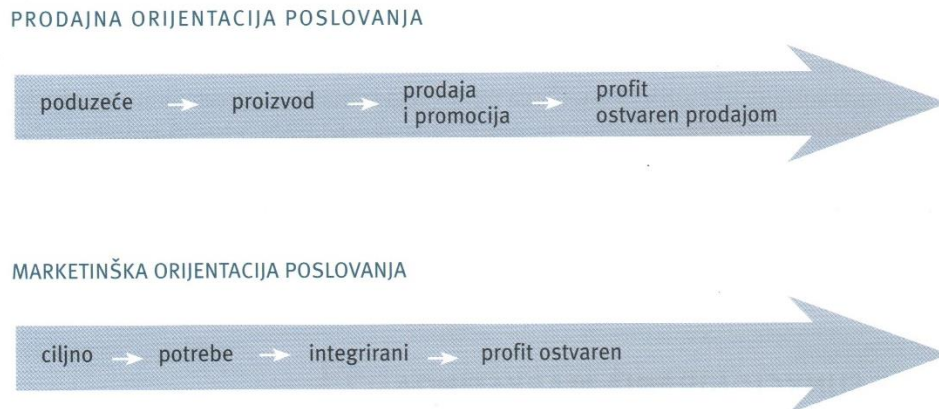 PRODAJNA ORIJENTACIJA POSLOVANJA
poduzeće → proizvod → prodaja i promocija → profit ostvaren prodajom
MARKETINŠKA ORIJENTACIJA POSLOVANJA
ciljno → potrebe → integrirani → profit ostvaren